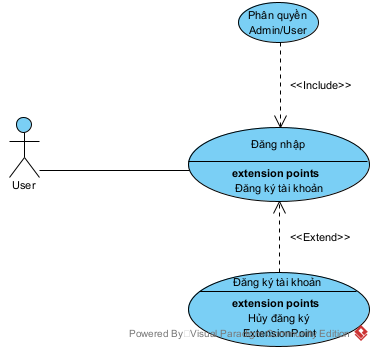 Phân quyền
Admin/User
<<Include>>
Đăng nhập
extension points
Đăng ký tài khoản
User
<<Extend>>
Đăng ký tài khoản
extension points
Hủy đăng ký
ExtensionPoint
Powered By Visual Paradigm Community Edition